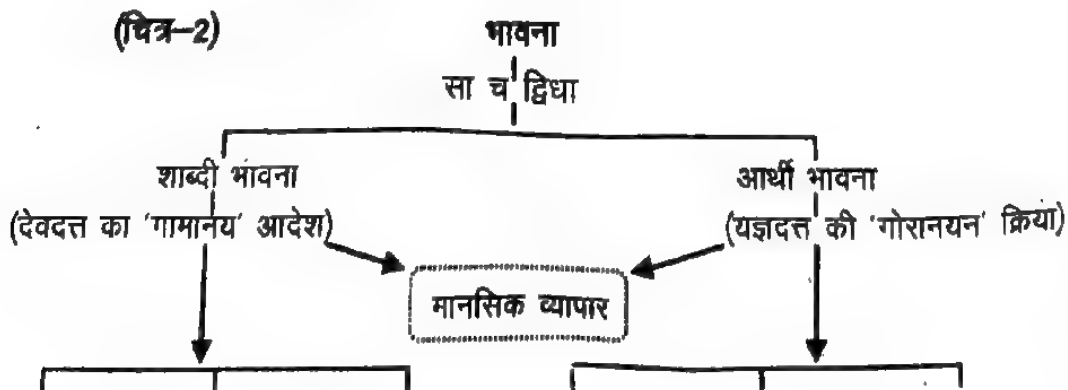 (चित्र–2)
भावना
सा च द्विधा
शाब्दी भावना
आर्थी भावना
(देवदत्त का 'गामानय' आदेश)
(यज्ञदत्त की 'गोरानयन' क्रिया)
मानसिक व्यापार